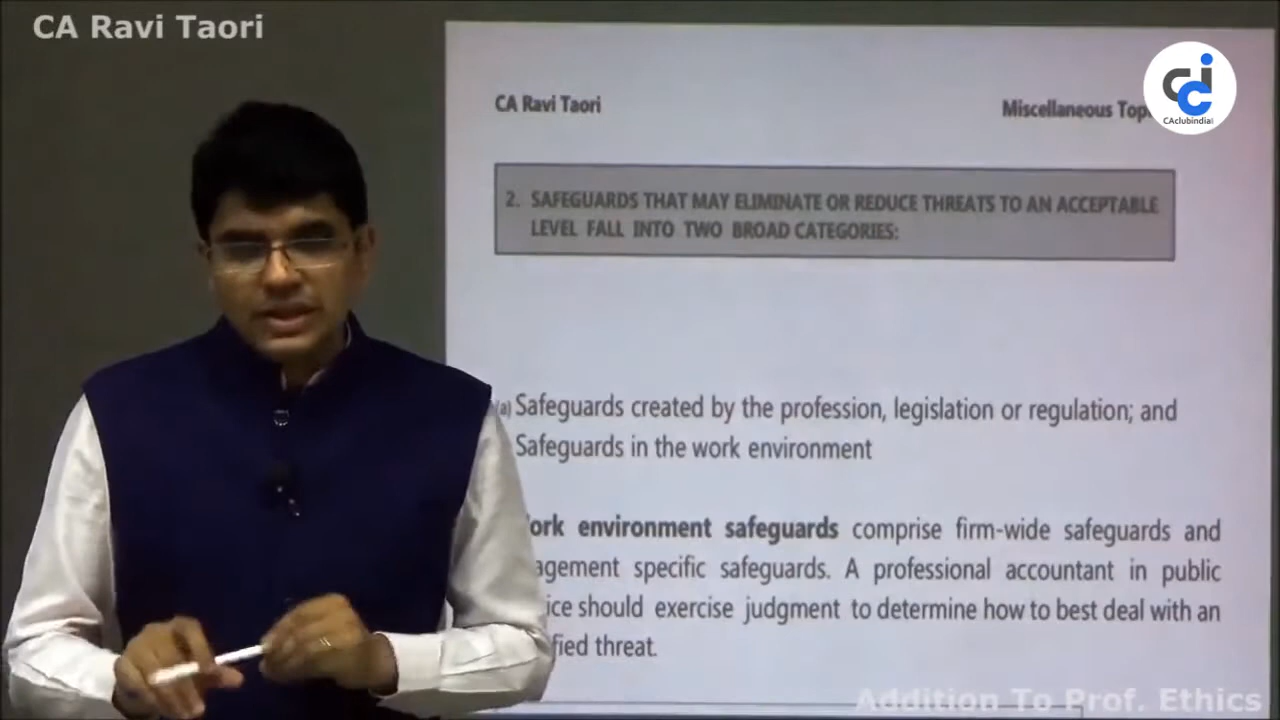 CA Ravi Taori
CA Ravi Taori
Miscellaneous
CAclubindia
2. SAFEGUARDS THAT MAY ELIMINATE OR REDUCE THREATS TO AN ACCEPTABLE
LEVEL FALL INTO TWO BROAD CATEGORIES:
(a) Safeguards created by the profession, legislation or regulation; and
Safeguards in the work environment
ork environment safeguards comprise firm-wide safeguards and
agement specific safeguards. A professional accountant in public
ice should exercise judgment to determine how to best deal with an
fied threat.
Addition To Prof. Ethics